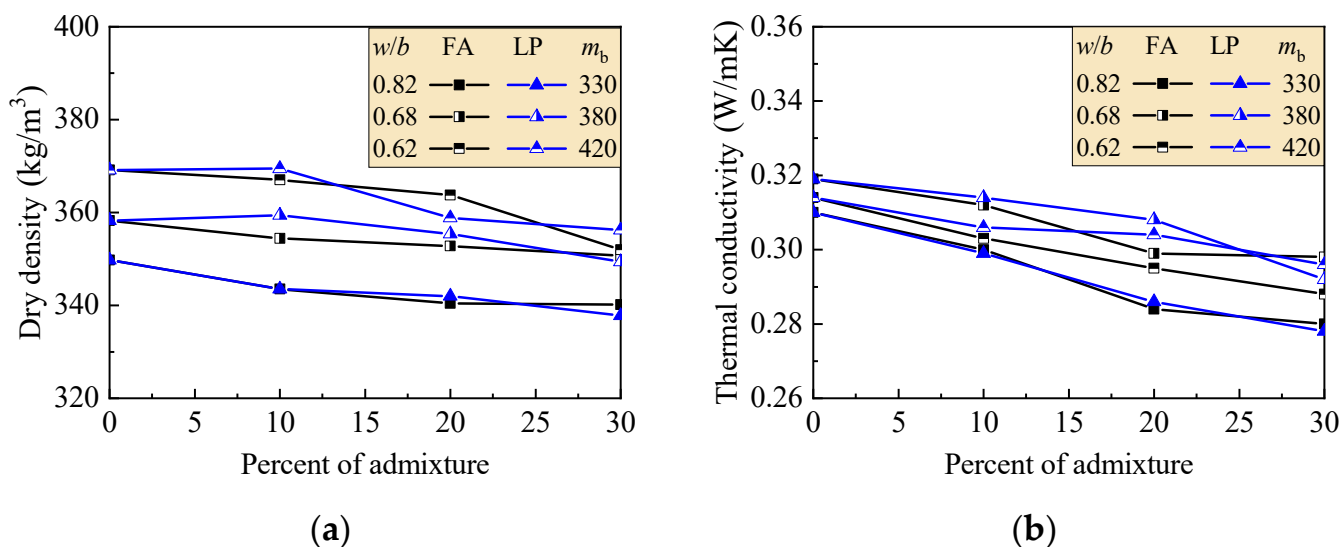 400
380
360
340
320
Dry density (kg/m³)
w/b FA LP mb
0.82 330
0.68 380
0.62 420
0 5 10 15 20 25 30
Percent of admixture
(a)
0.36
0.34
0.32
0.30
0.28
0.26
Thermal conductivity (W/mK)
w/b FA LP mb
0.82 330
0.68 380
0.62 420
0 5 10 15 20 25 30
Percent of admixture
(b)